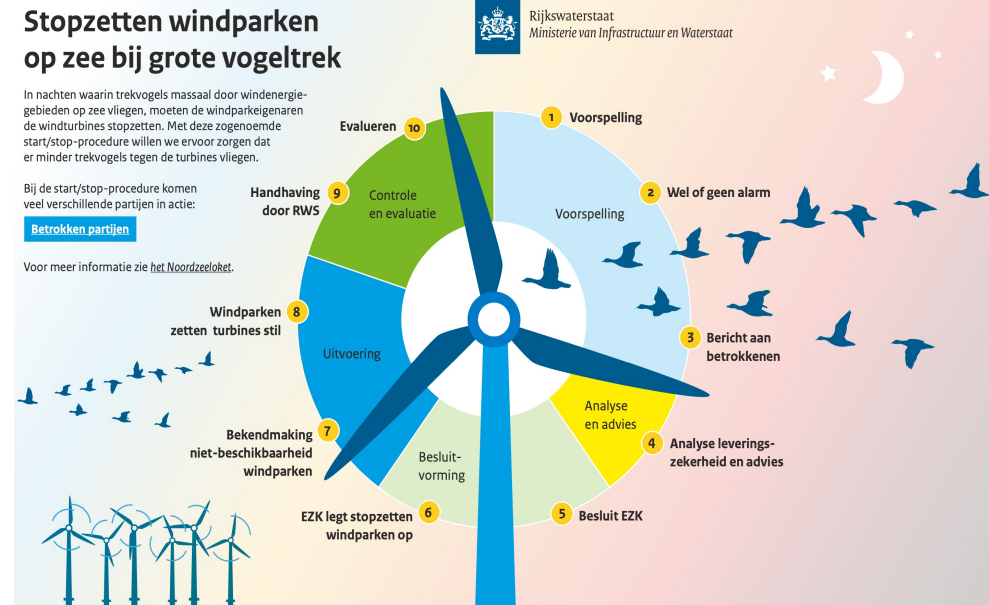 Stopzetten windparken
op zee bij grote vogeltrek
Rijkswaterstaat
Ministerie van Infrastructuur en Waterstaat
In nachten waarin trekvogels massaal door windenergie-
gebieden op zee vliegen, moeten de windparkeigenaren
de windturbines stopzetten. Met deze zogenoemde
start/stop-procedure willen we ervoor zorgen dat
er minder trekvogels tegen de turbines vliegen.
Bij de start/stop-procedure komen
veel verschillende partijen in actie:
Betrokken partijen
Voor meer informatie zie het Noordzeeloket.
1 Voorspelling
2 Wel of geen alarm
Voorspelling
3 Bericht aan
betrokkenen
Analyse
en advies
4 Analyse leverings-
zekerheid en advies
5 Besluit EZK
Besluit-
vorming
6 EZK legt stopzetten
windparken op
7 Bekendmaking
niet-beschikbaarheid
windparken
Uitvoering
8 Windparken
zetten turbines stil
9 Handhaving
door RWS
Controle
en evaluatie
10 Evalueren